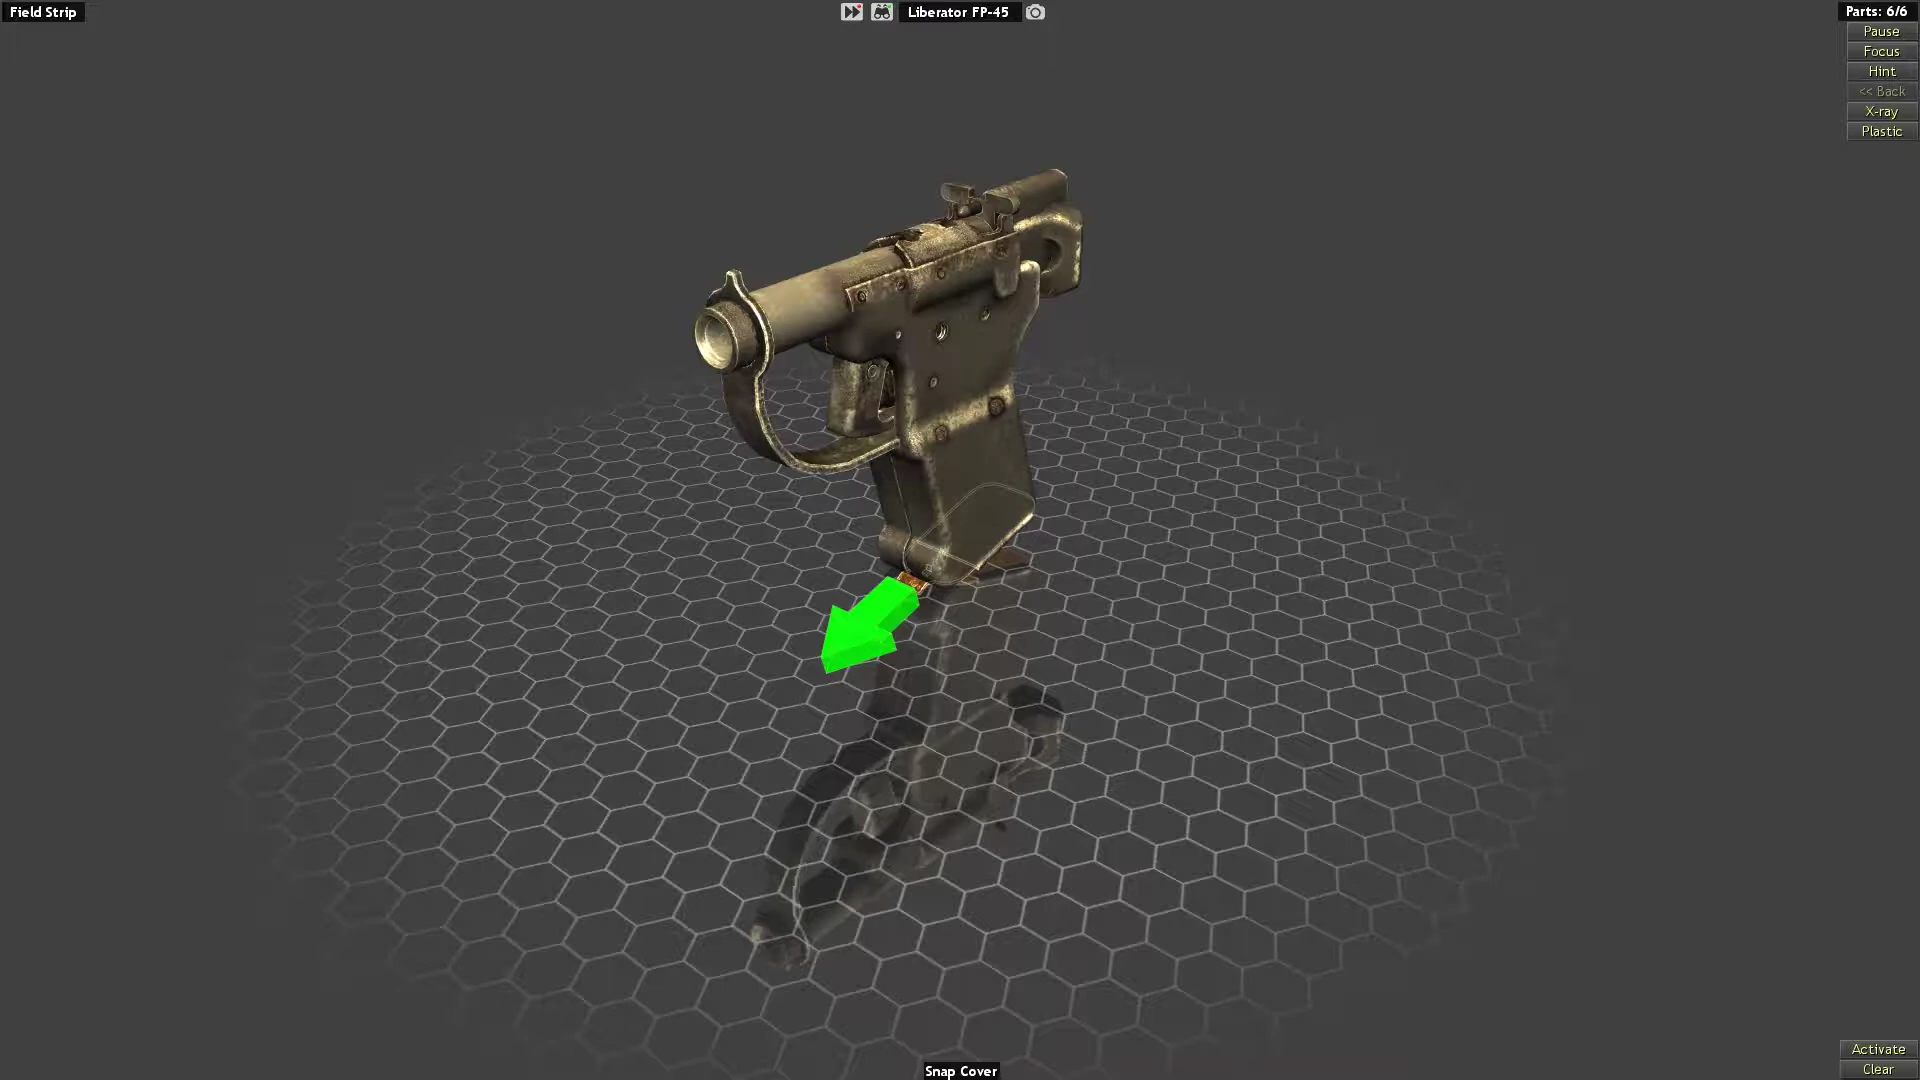 Field Strip
Liberator FP-45
Parts: 6/6
Pause
Focus
Hint
<< Back
X-ray
Plastic
Activate
Clear
Snap Cover